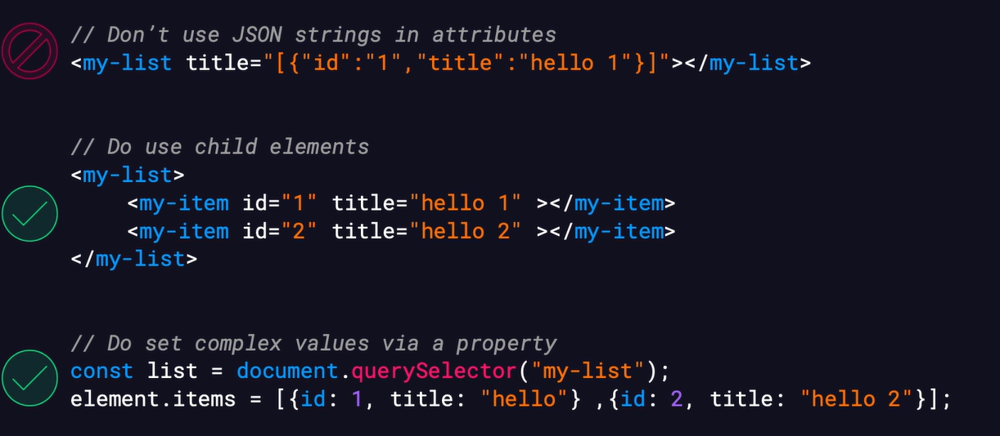 // Don’t use JSON strings in attributes
<my-list title="[{"id":"1","title":"hello 1"}]"></my-list>
// Do use child elements
<my-list>
<my-item id="1" title="hello 1" ></my-item>
<my-item id="2" title="hello 2" ></my-item>
</my-list>
// Do set complex values via a property
const list = document.querySelector("my-list");
element.items = [{id: 1, title: "hello"} ,{id: 2, title: "hello 2"}];